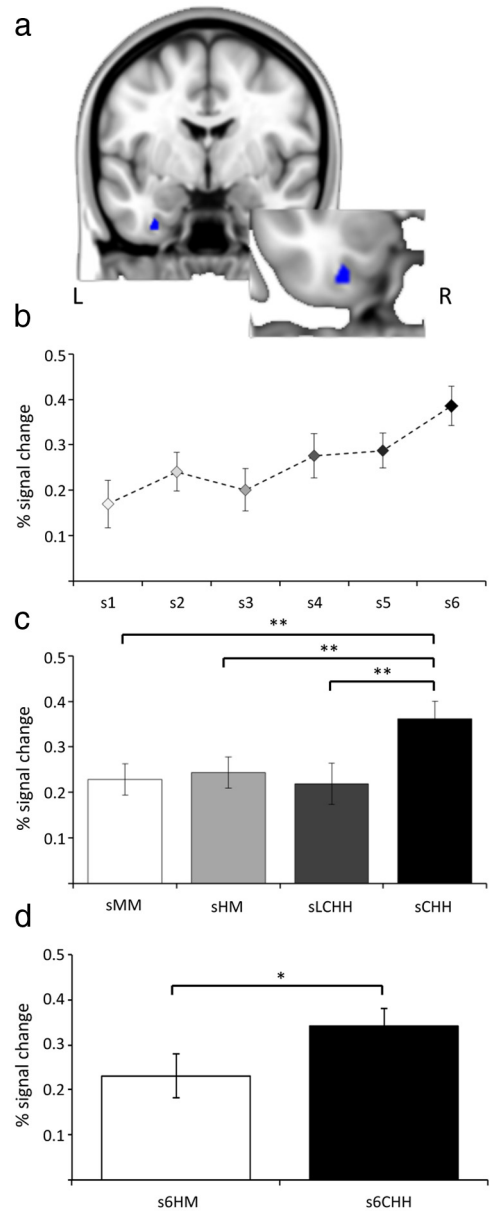 a
L R
b
% signal change
0.5
0.4
0.3
0.2
0.1
s1 s2 s3 s4 s5 s6
c
** 
**
**
% signal change
0.5
0.4
0.3
0.2
0.1
sMM sHM sLCHH sCHH
d
*
% signal change
0.5
0.4
0.3
0.2
0.1
s6HM s6CHH